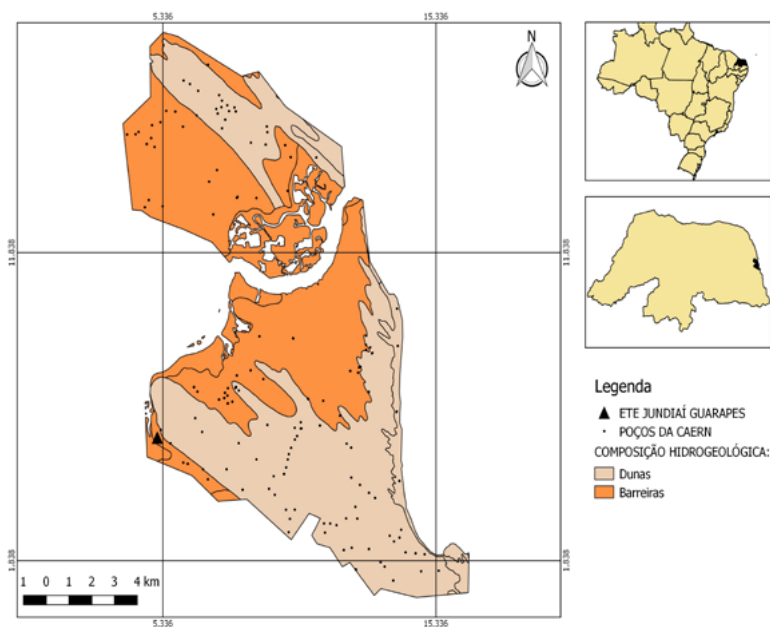 5.336
15.336
N
11.838
11.838
1.838
1.838
1 0 1 2 3 4 km
5.336
15.336
Legenda
ETE JUNDIAÍ GUARAPES
POÇOS DA CAERN
COMPOSIÇÃO HIDROGEOLÓGICA:
Dunas
Barreiras